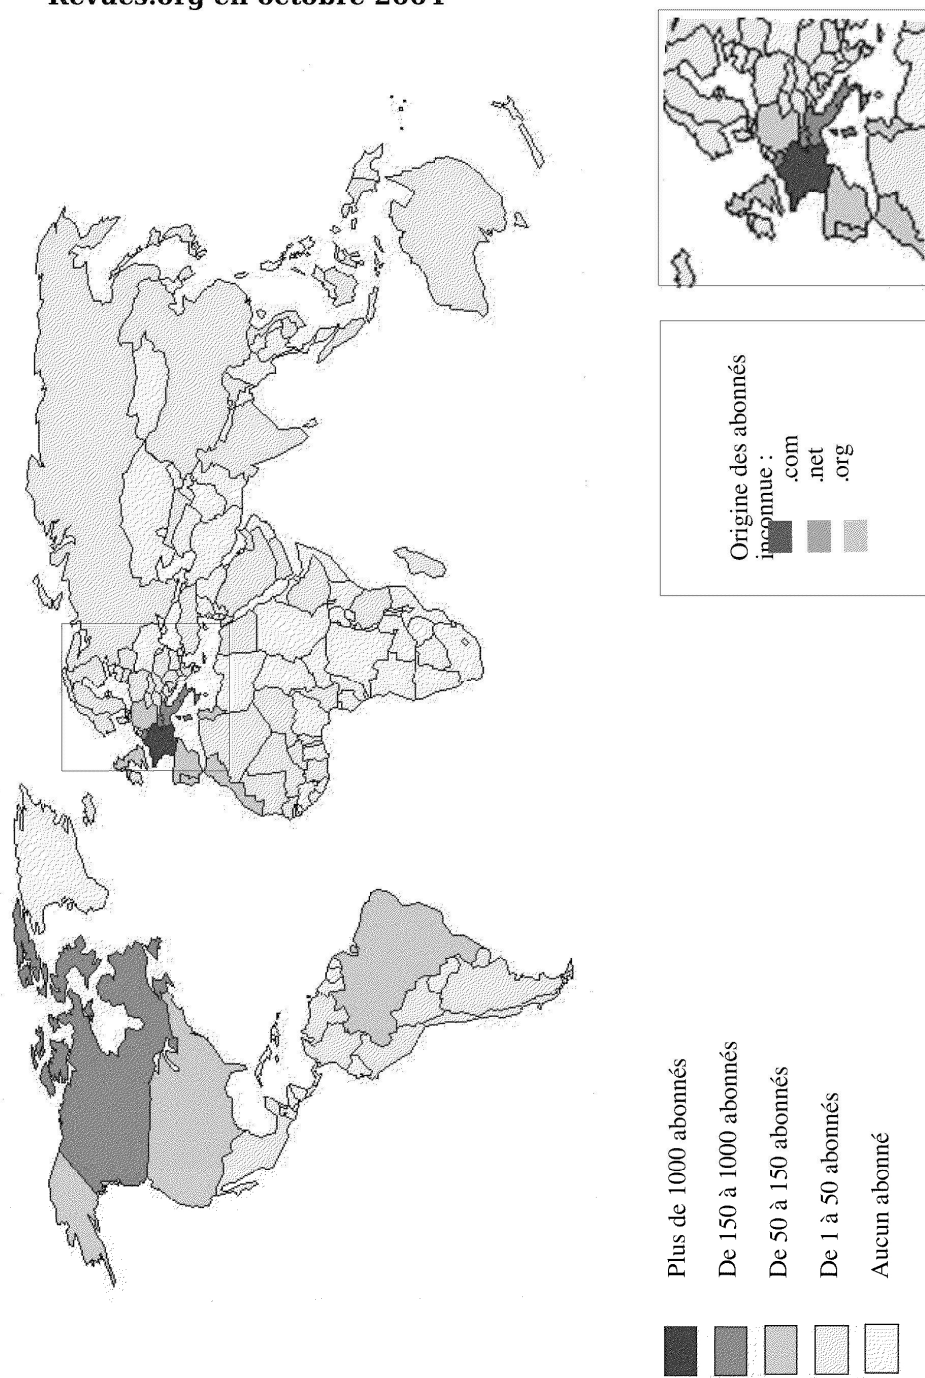 Revues.org en octobre 2004
Origine des abonnés
inconnue :
.com
.net
.org
Plus de 1000 abonnés
De 150 à 1000 abonnés
De 50 à 150 abonnés
De 1 à 50 abonnés
Aucun abonné